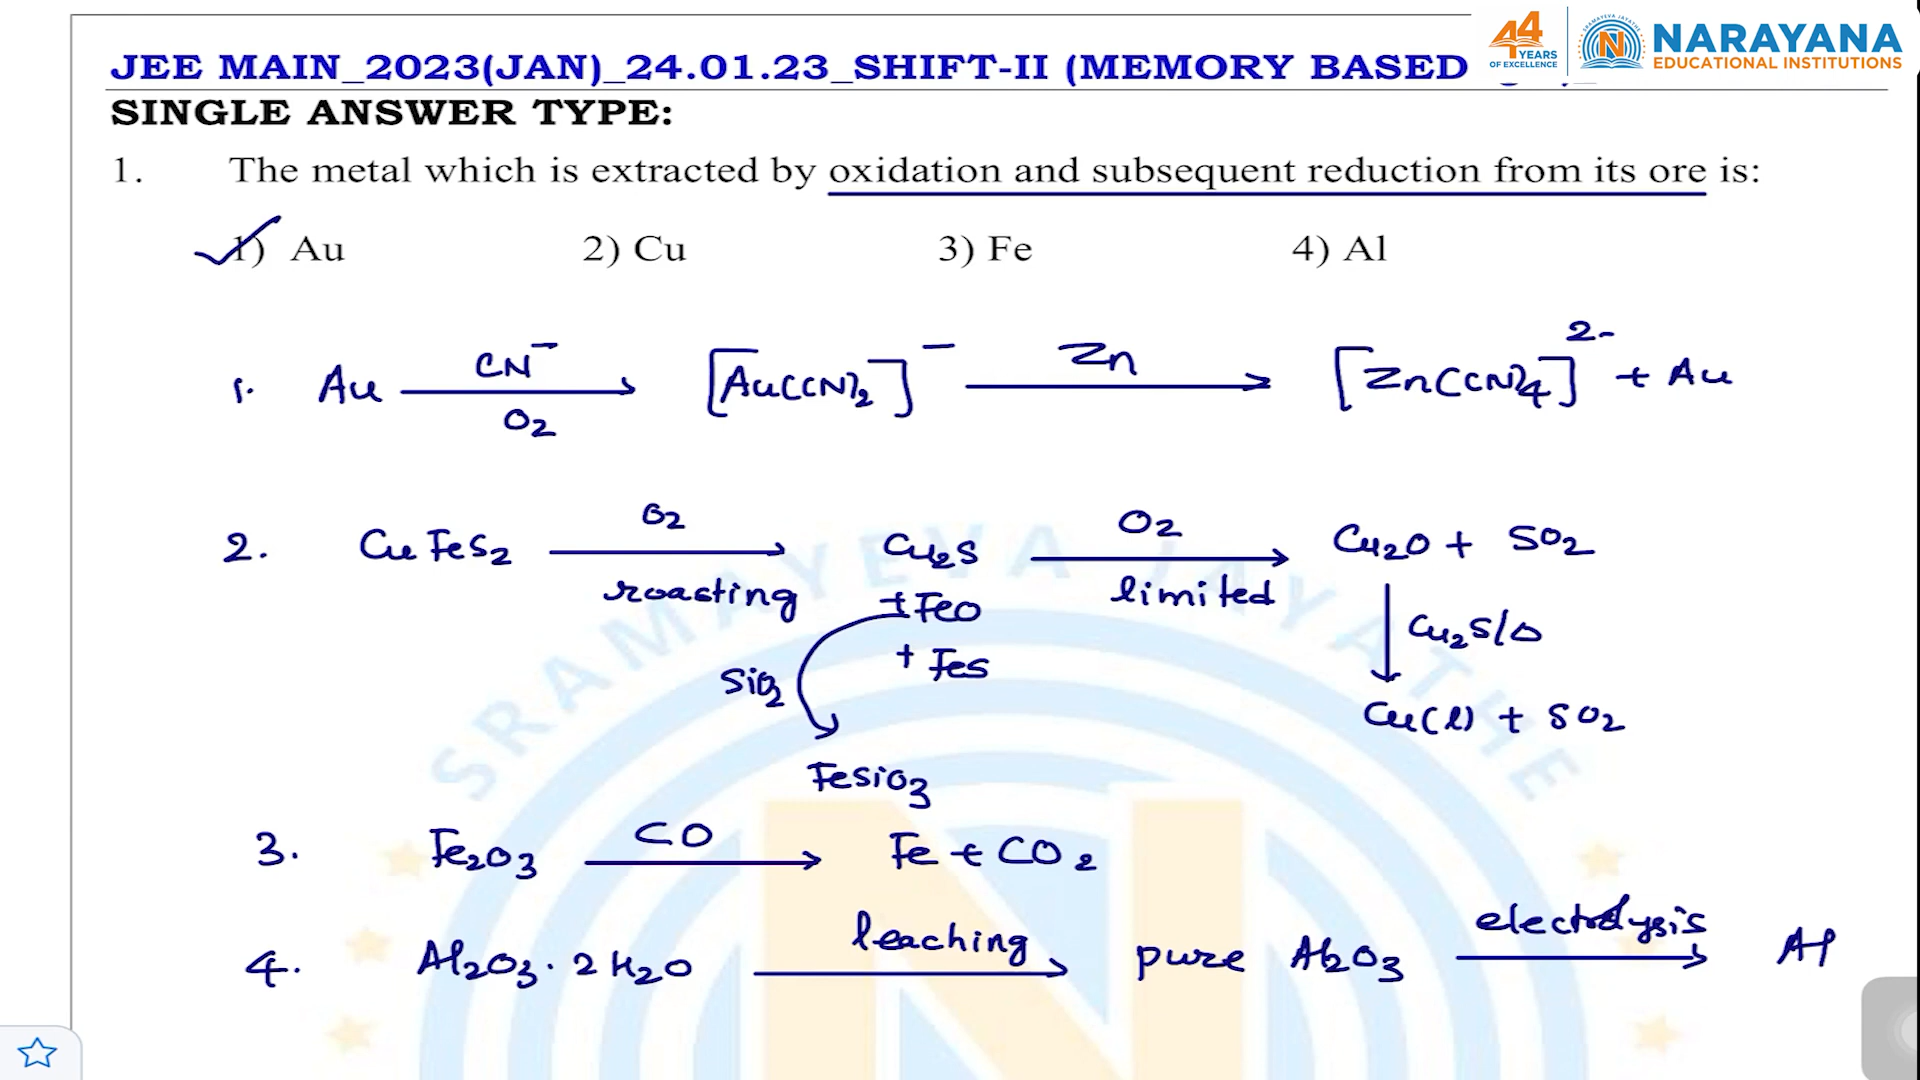 44 YEARS OF EXCELLENCE
NARAYANA
EDUCATIONAL INSTITUTIONS
JEE MAIN_2023(JAN)_24.01.23_SHIFT-II (MEMORY BASED
SINGLE ANSWER TYPE:
1. The metal which is extracted by oxidation and subsequent reduction from its ore is:
1) Au 2) Cu 3) Fe 4) Al
1. Au CN⁻ O2 [Au(CN)2]⁻ Zn [Zn(CN)4]2- + Au
2. CuFeS2 O2 roasting Cu2S O2 limited Cu2O + SO2
+ FeO Cu2S/Δ
+ FeS
SiO2
Cu(l) + SO2
FeSiO3
3. Fe2O3 CO Fe + CO2
4. Al2O3.2H2O leaching pure Al2O3 electrolysis Al
SRAMAYEVA JAYATHE
N